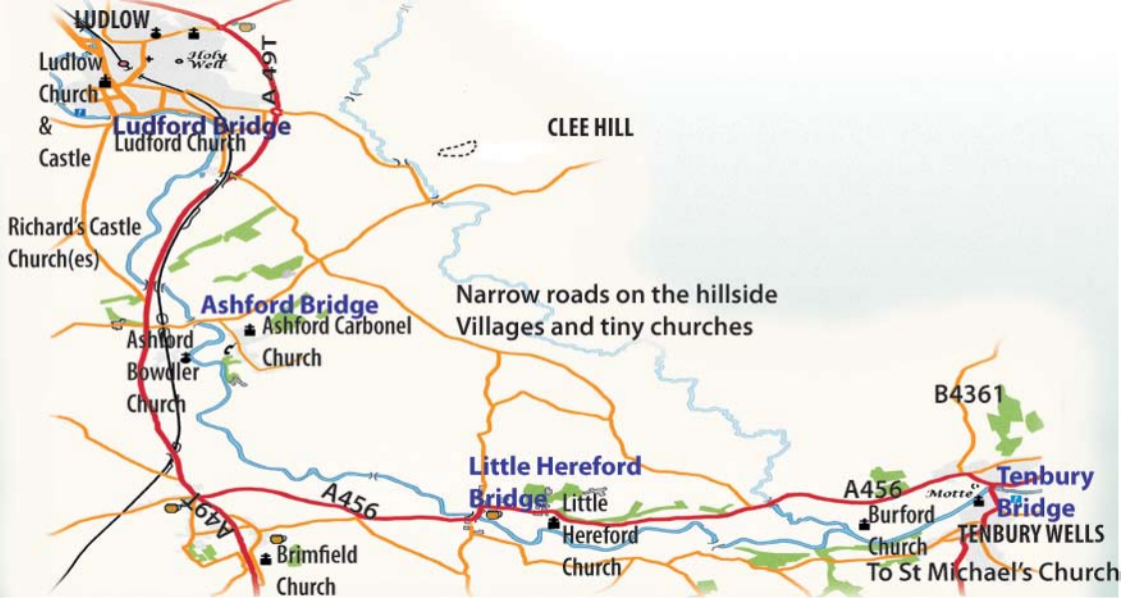 LUDLOW
Holy
Well
A 49T
Ludlow
Church
&
Castle
Ludford Bridge
Ludford Church
CLEE HILL
Richard's Castle
Church(es)
Ashford Bridge
Ashford Carbonel
Church
Ashford
Bowdler
Church
Narrow roads on the hillside
Villages and tiny churches
B4361
Little Hereford
Bridge
Little
Hereford
Church
A456
A49T
Brimfield
Church
A456
Motte
Tenbury
Bridge
Burford
Church
TENBURY WELLS
To St Michael's Church